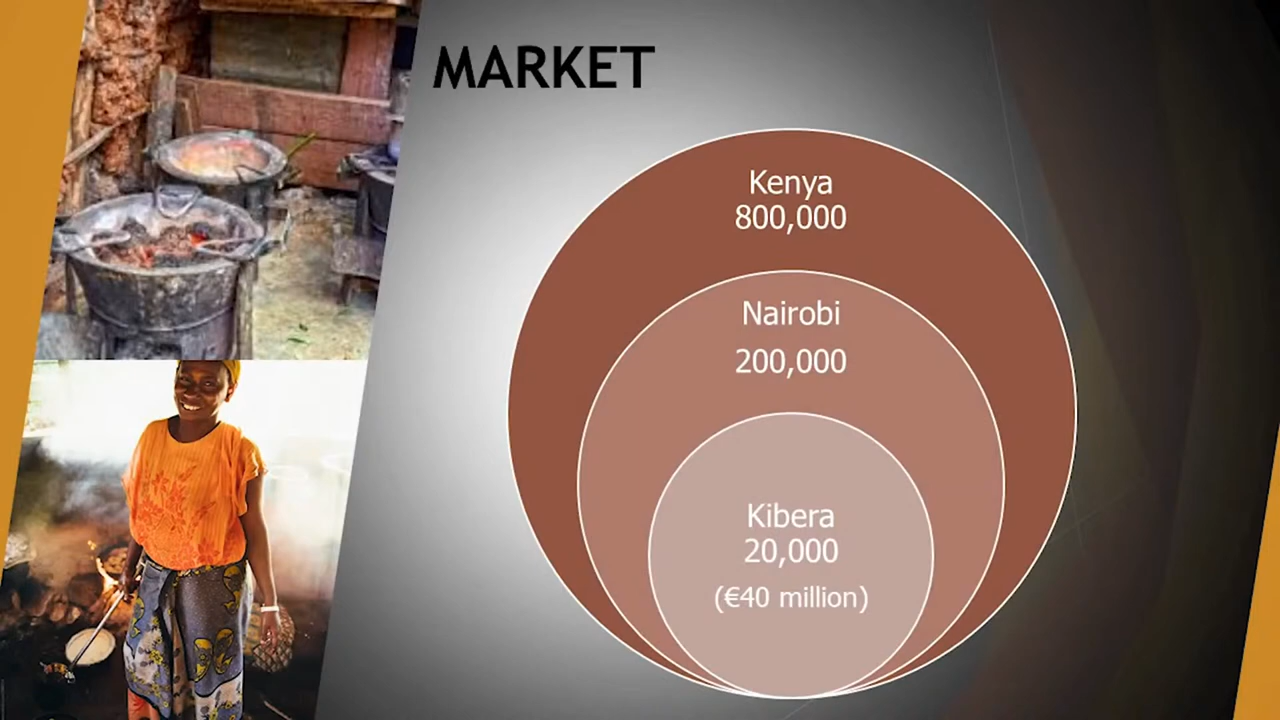 MARKET
Kenya
800,000
Nairobi
200,000
Kibera
20,000
(€40 million)